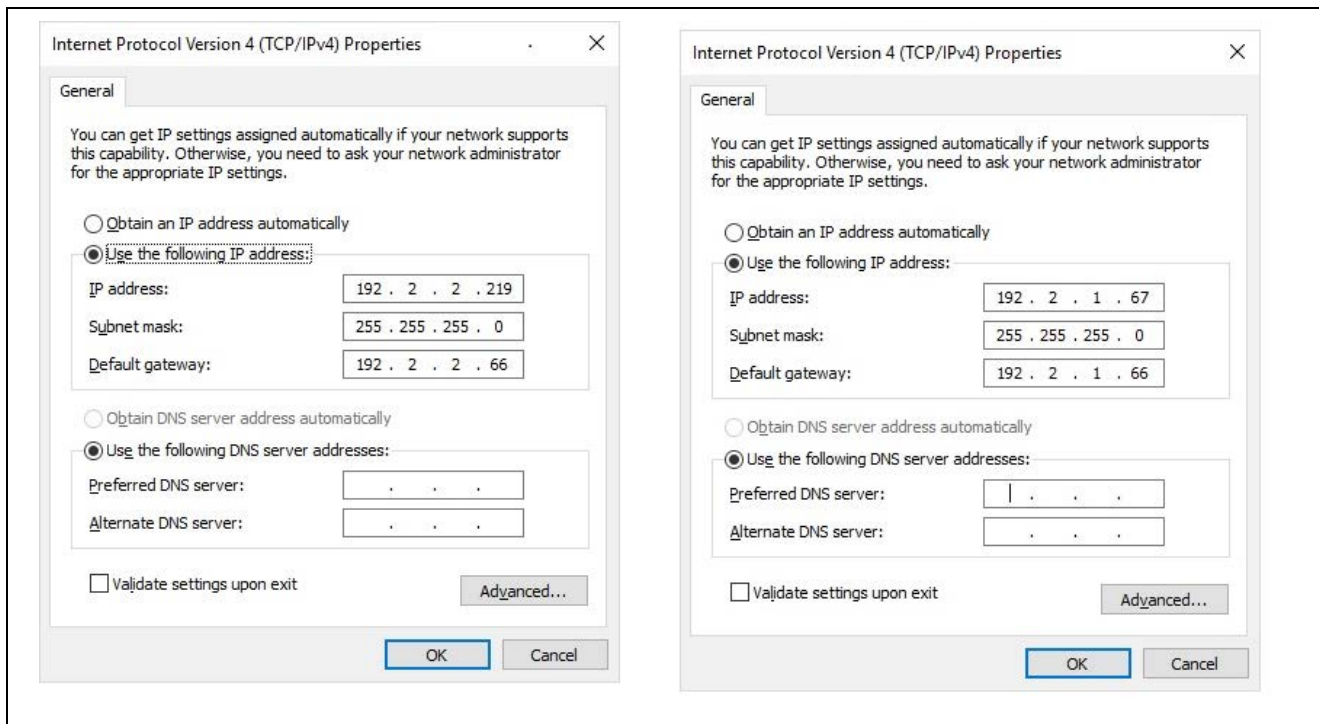 Internet Protocol Version 4 (TCP/IPv4) Properties
General
You can get IP settings assigned automatically if your network supports
this capability. Otherwise, you need to ask your network administrator
for the appropriate IP settings.
Obtain an IP address automatically
Use the following IP address:
IP address: 192 . 2 . 2 . 219
Subnet mask: 255 . 255 . 255 . 0
Default gateway: 192 . 2 . 2 . 66
Obtain DNS server address automatically
Use the following DNS server addresses:
Preferred DNS server: . . .
Alternate DNS server: . . .
Validate settings upon exit
Advanced...
OK Cancel
Internet Protocol Version 4 (TCP/IPv4) Properties
General
You can get IP settings assigned automatically if your network supports
this capability. Otherwise, you need to ask your network administrator
for the appropriate IP settings.
Obtain an IP address automatically
Use the following IP address:
IP address: 192 . 2 . 1 . 67
Subnet mask: 255 . 255 . 255 . 0
Default gateway: 192 . 2 . 1 . 66
Obtain DNS server address automatically
Use the following DNS server addresses:
Preferred DNS server: . . .
Alternate DNS server: . . .
Validate settings upon exit
Advanced...
OK Cancel